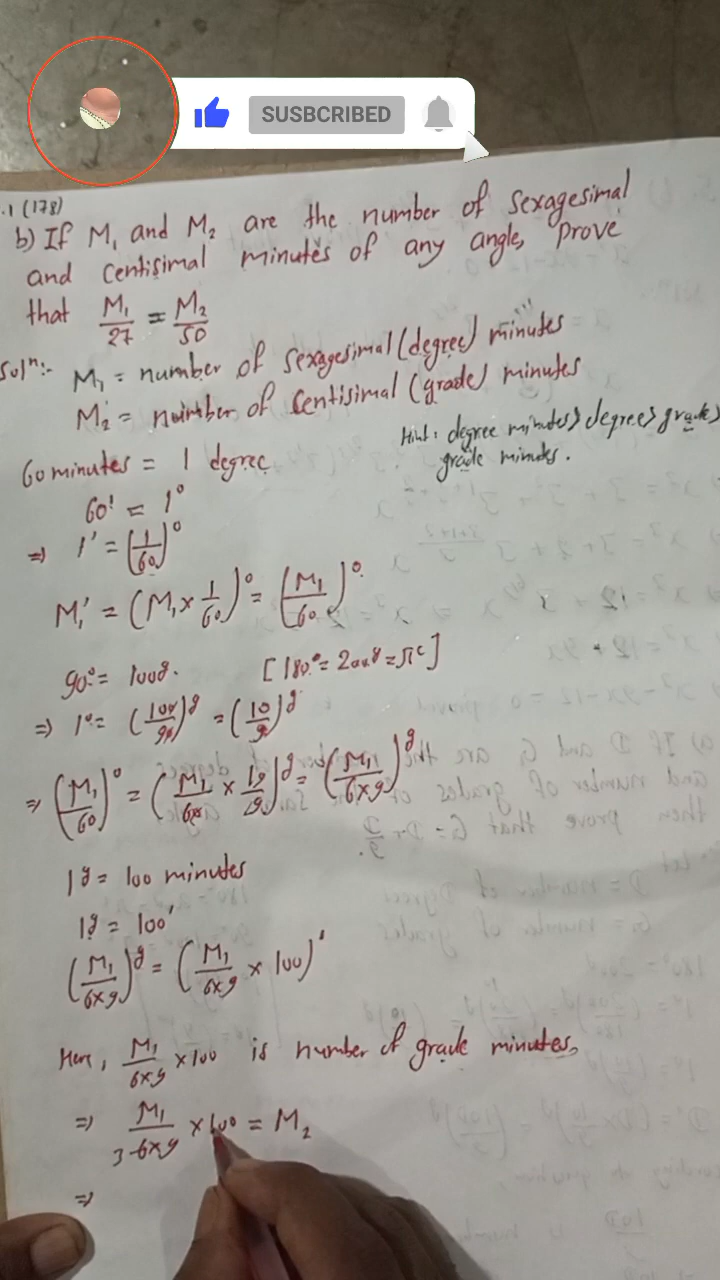 SUSBCRIBED
.1 (178)
b) If M₁ and M₂ are the number of sexagesimal
and centisimal minutes of any angle, prove
that M₁/27 = M₂/50
Solⁿ:- M₁ = number of sexagesimal (degree) minutes
M₂ = number of centisimal (grade) minutes
Hint: degree minutes > degree > grade >
grade minutes.
60 minutes = 1 degree
60' = 1°
⇒ 1' = (1/60)°
M₁' = (M₁ × 1/60)° = (M₁/60)°
90° = 100g. [180° = 200g = πc]
⇒ 1° = (100/90)g = (10/9)g
⇒ (M₁/60)° = (M₁/60 × 10/9)g = (M₁/6×9)g
1g = 100 minutes
1g = 100'
(M₁/6×9)g = (M₁/6×9 × 100)'
Here, M₁/6×9 × 100 is number of grade minutes,
⇒ M₁/3 6×9 × 100 = M₂
⇒